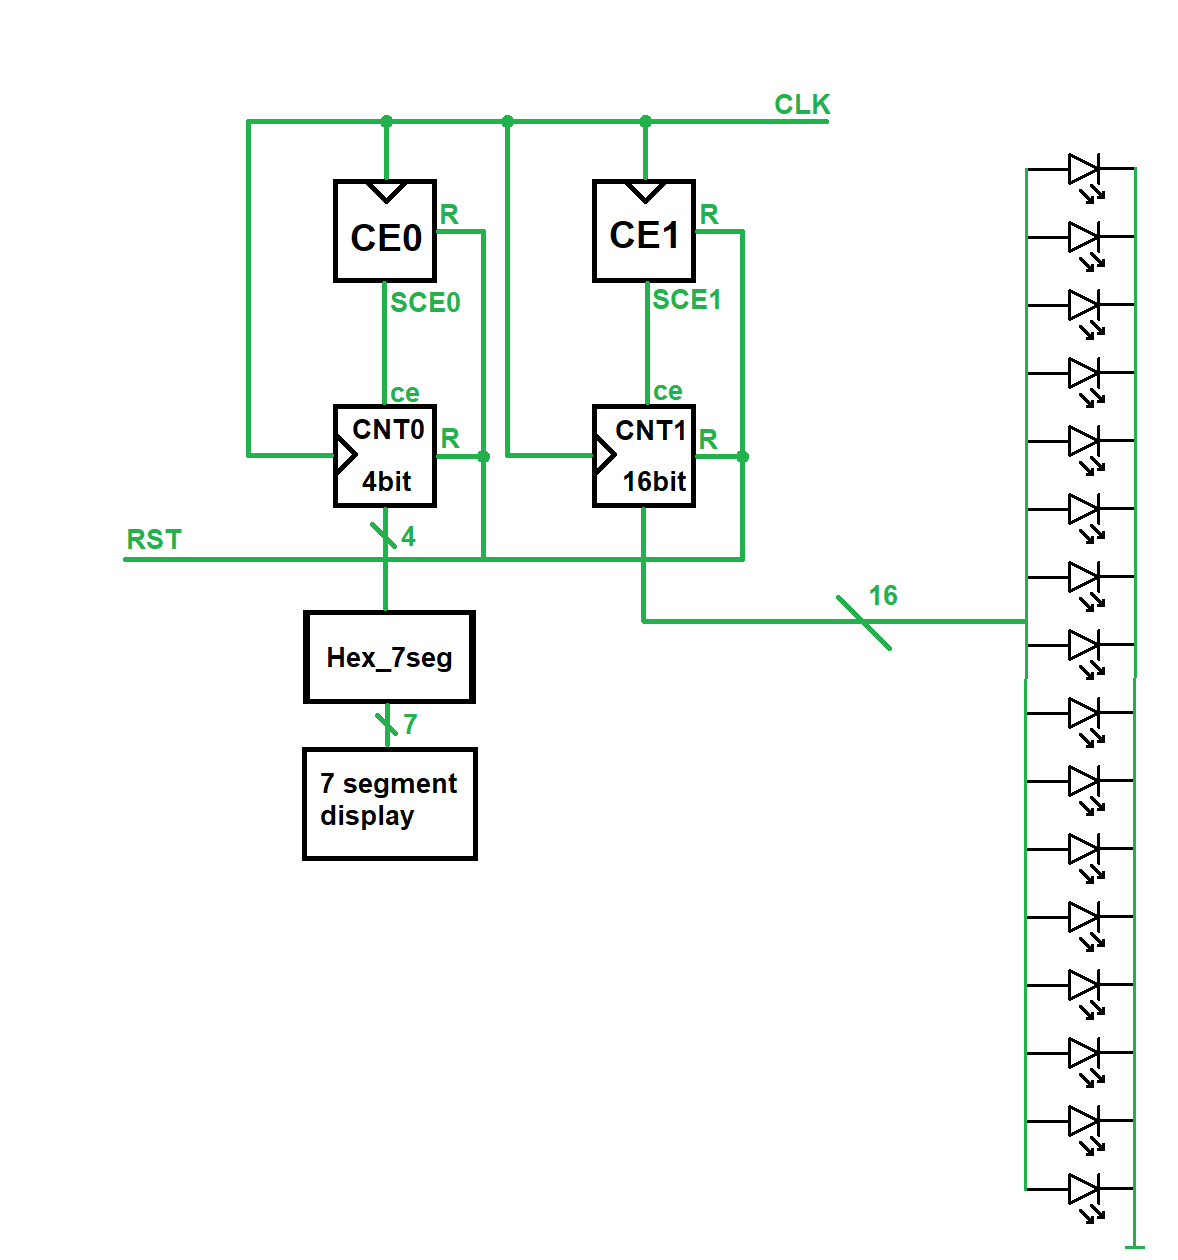 CLK
R
R
CE0
CE1
SCE0
SCE1
ce
ce
CNT0
R
CNT1
R
4bit
16bit
RST
4
16
Hex_7seg
7
7 segment
display